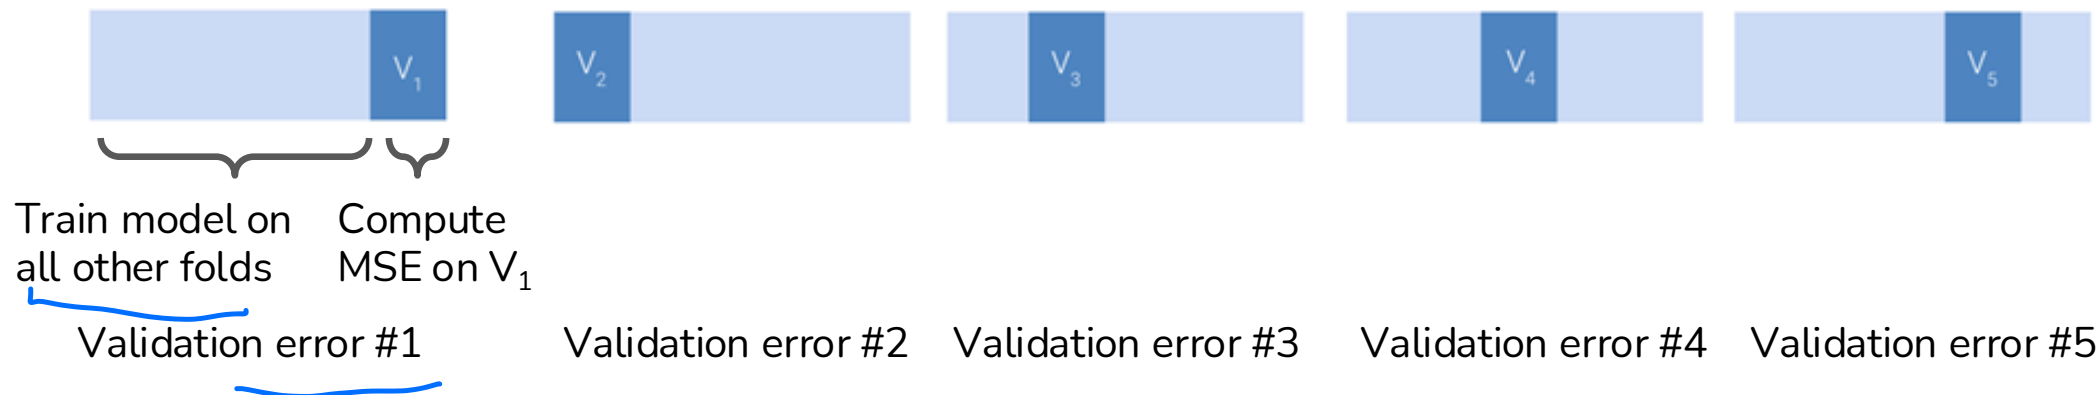 V₁
V₂
V₃
V₄
V₅
Train model on
all other folds
Compute
MSE on V₁
Validation error #1
Validation error #2
Validation error #3
Validation error #4
Validation error #5